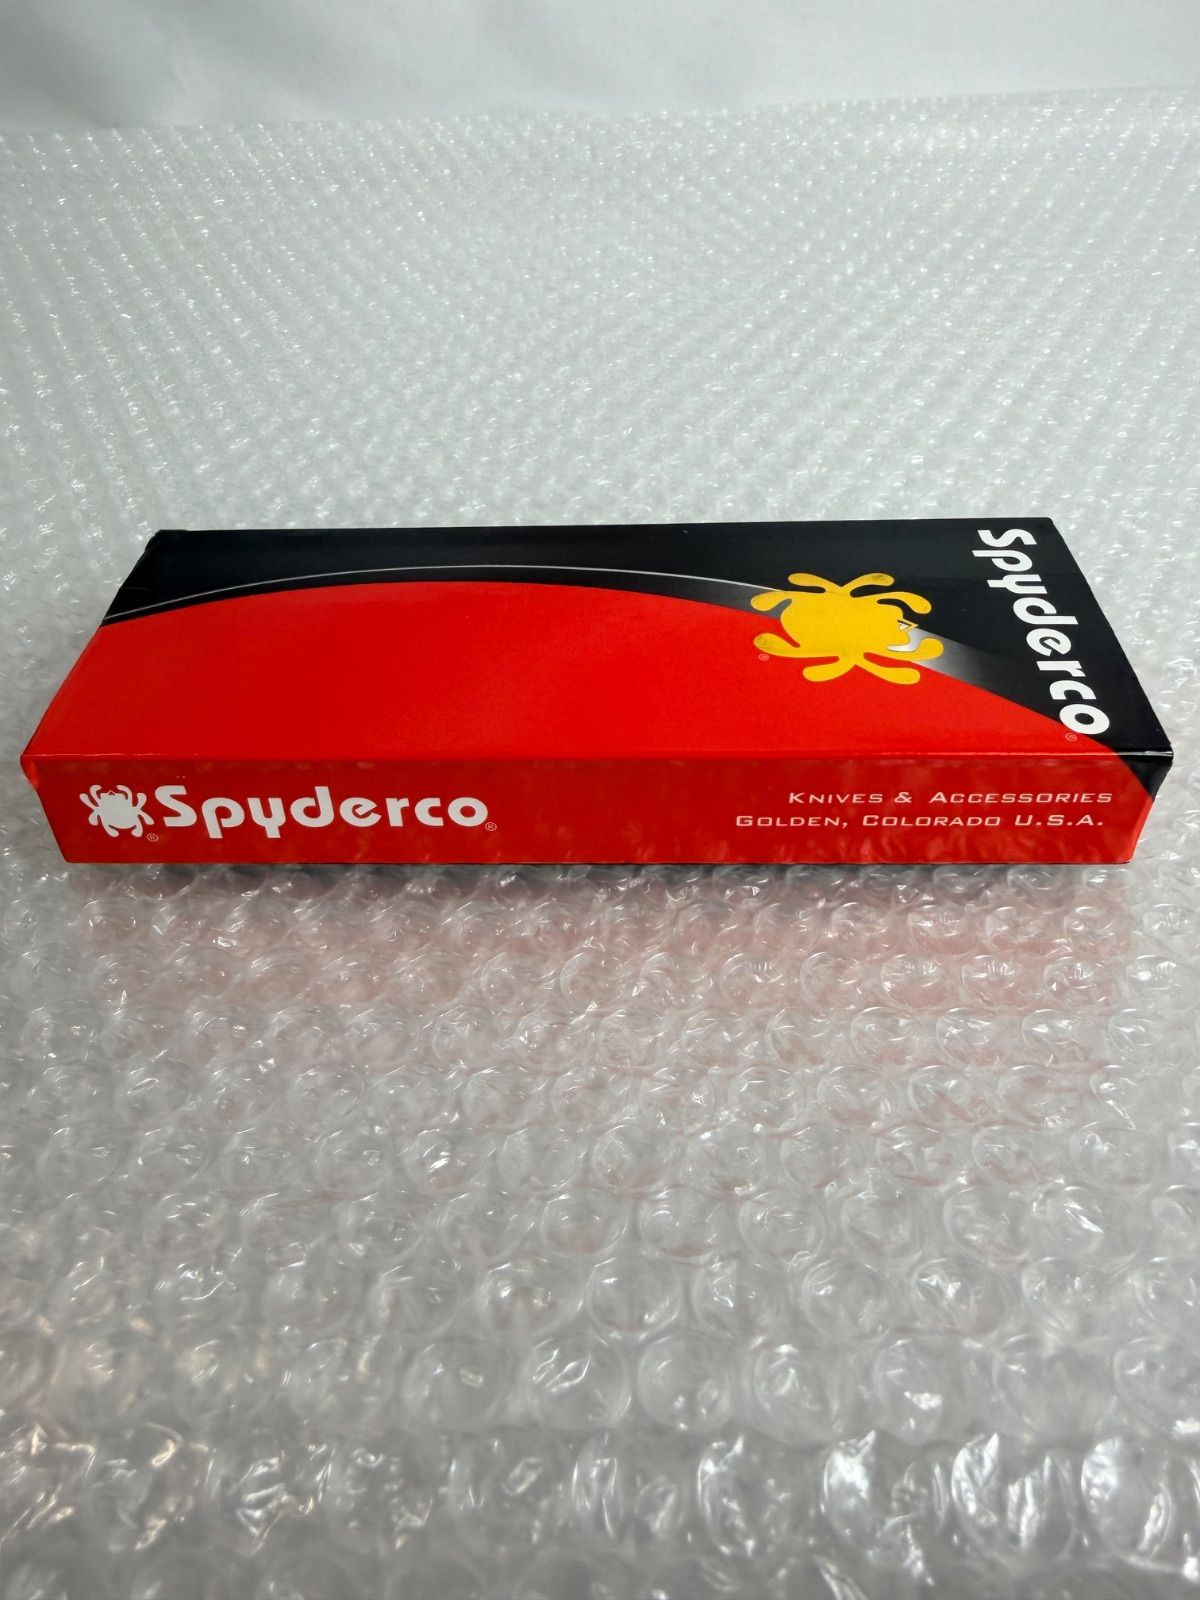 Spyderco
®
®
Spyderco
®
®
KNIVES & ACCESSORIES
GOLDEN, COLORADO U.S.A.